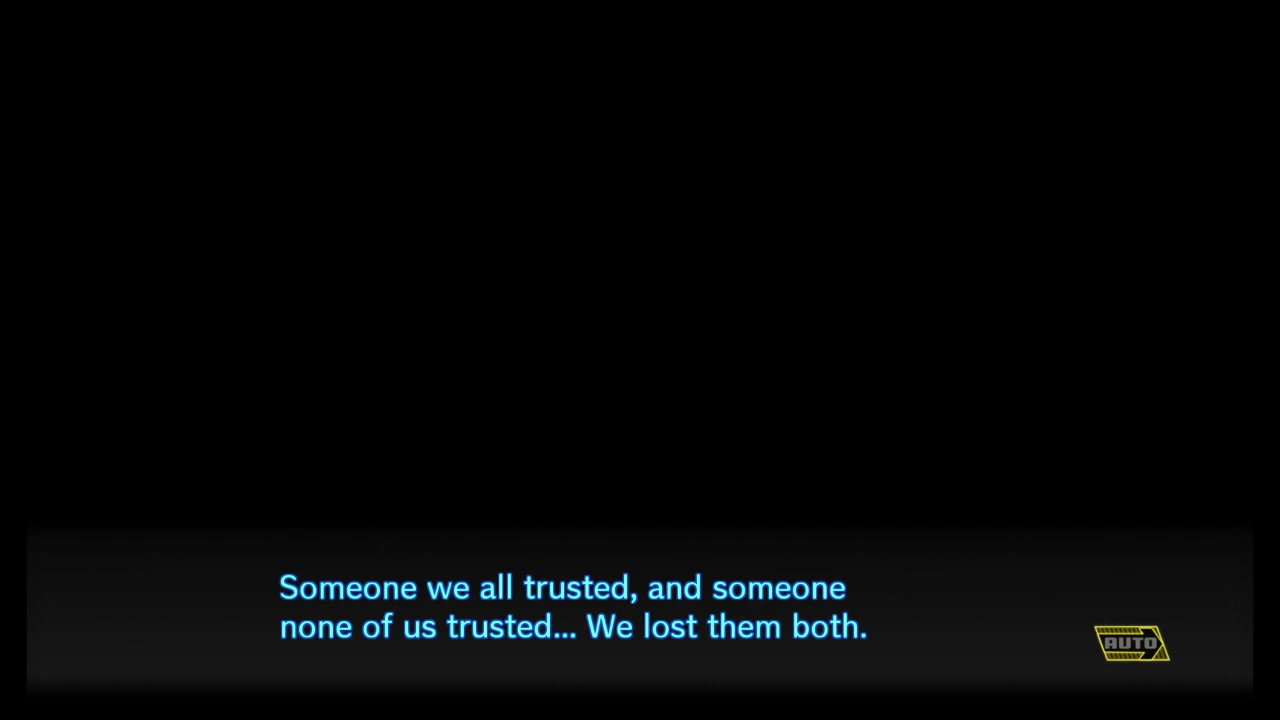 Someone we all trusted, and someone
none of us trusted... We lost them both.
AUTO